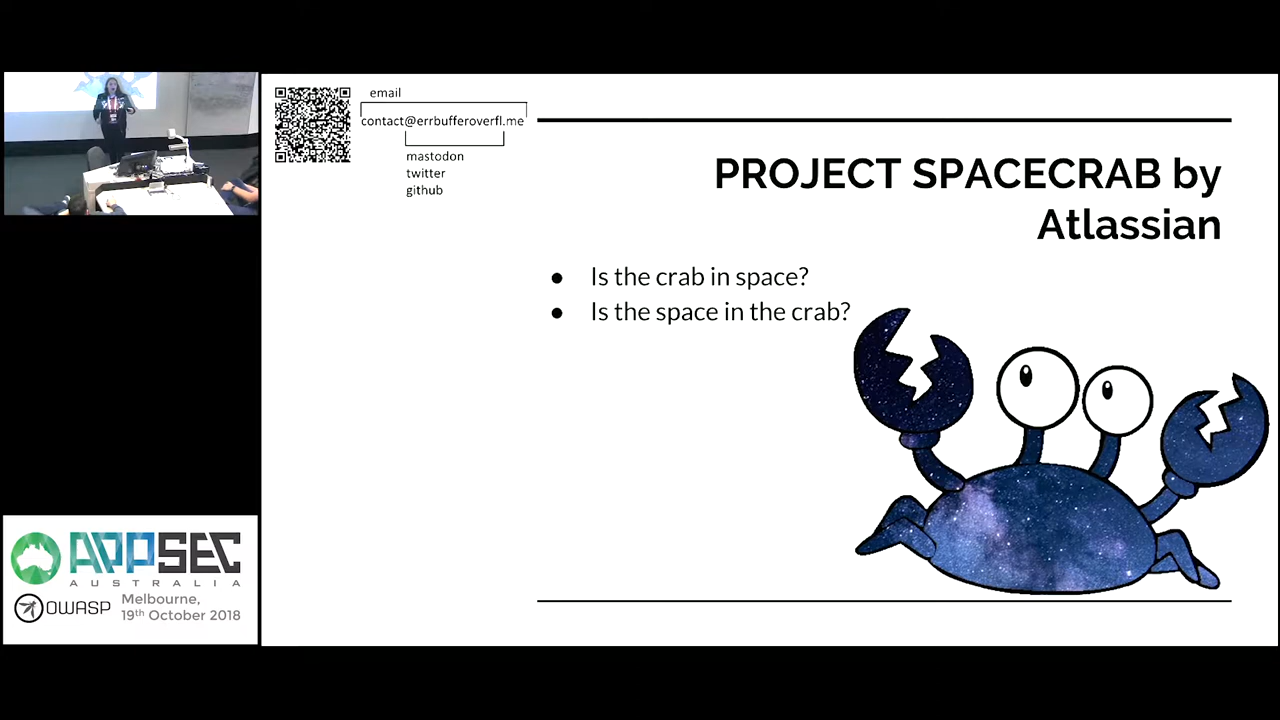 email
contact@errbufferoverfl.me
mastodon
twitter
github
PROJECT SPACECRAB by
Atlassian
● Is the crab in space?
● Is the space in the crab?
APPSEC
AUSTRALIA
OWASP
Melbourne,
19th October 2018